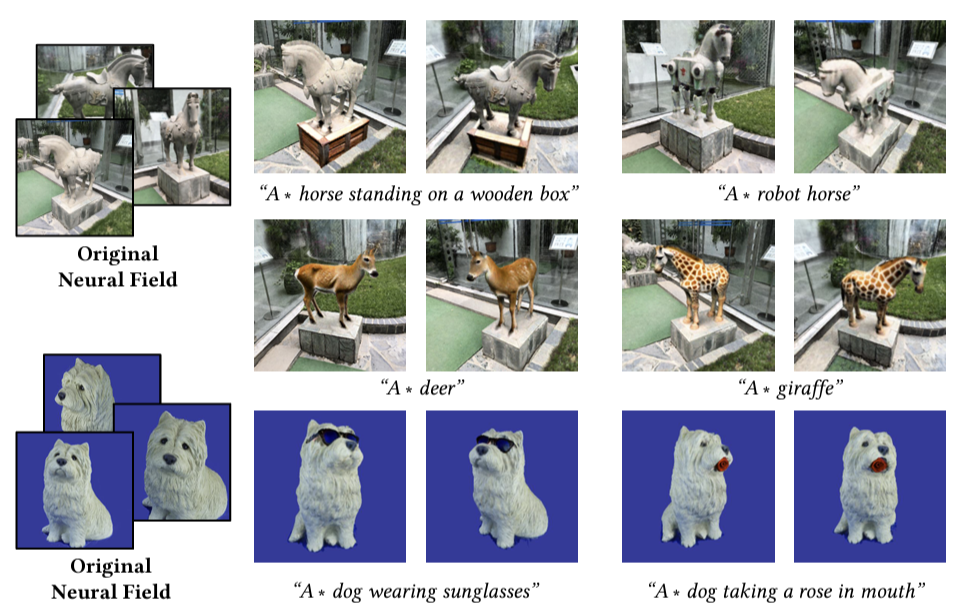 “A * horse standing on a wooden box”
“A * robot horse”
Original
Neural Field
“A * deer”
“A * giraffe”
Original
Neural Field
“A * dog wearing sunglasses”
“A * dog taking a rose in mouth”